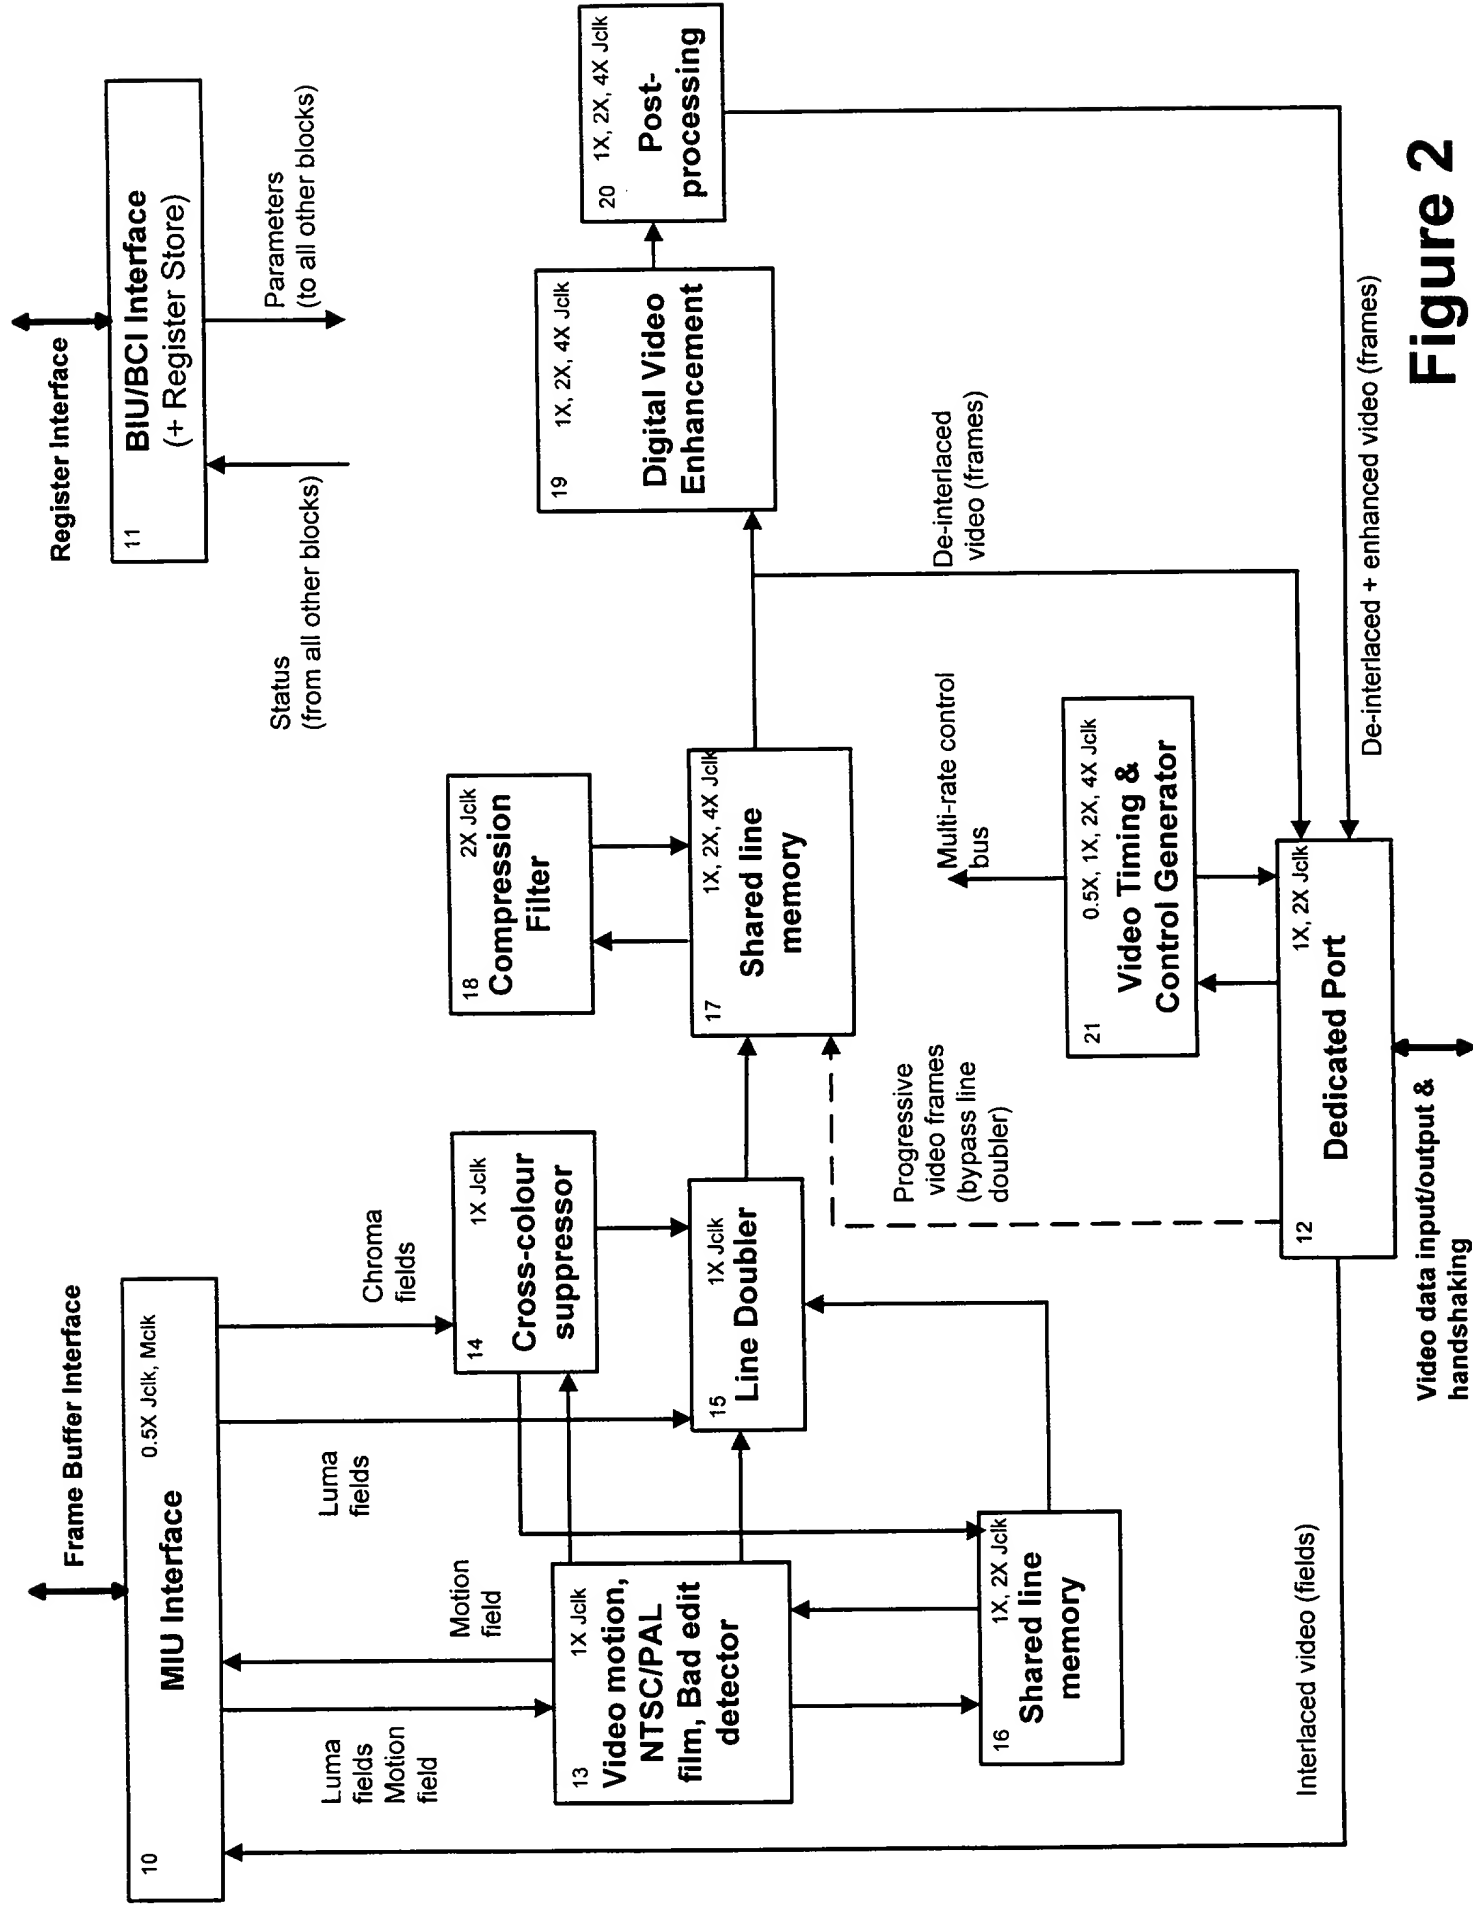 Frame Buffer Interface
Register Interface
10
MIU Interface
0.5X Jclk, Mclk
11
BIU/BCI Interface
(+ Register Store)
Luma
fields
Motion
field
Motion
field
Luma
fields
Chroma
fields
Status
(from all other blocks)
Parameters
(to all other blocks)
13
1X Jclk
Video motion,
NTSC/PAL
film, Bad edit
detector
14
1X Jclk
Cross-colour
suppressor
18
2X Jclk
Compression
Filter
19
1X, 2X, 4X Jclk
Digital Video
Enhancement
20
1X, 2X, 4X Jclk
Post-
processing
15
1X Jclk
Line Doubler
17
1X, 2X, 4X Jclk
Shared line
memory
16
1X, 2X Jclk
Shared line
memory
Progressive
video frames
(bypass line
doubler)
Multi-rate control
bus
De-interlaced
video (frames)
21
0.5X, 1X, 2X, 4X Jclk
Video Timing &
Control Generator
Interlaced video (fields)
12
1X, 2X Jclk
Dedicated Port
De-interlaced + enhanced video (frames)
Video data input/output &
handshaking
Figure 2